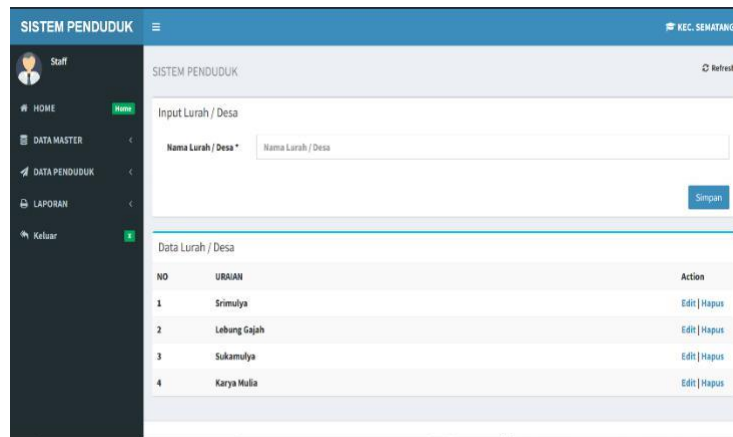 SISTEM PENDUDUK
KEC. SEMATANG
Staff
SISTEM PENDUDUK
Refresh
HOME Home
DATA MASTER
DATA PENDUDUK
LAPORAN
Keluar x
Input Lurah / Desa
Nama Lurah / Desa * Nama Lurah / Desa
Simpan
Data Lurah / Desa
NO URAIAN Action
1 Srimulya Edit | Hapus
2 Lebung Gajah Edit | Hapus
3 Sukamulya Edit | Hapus
4 Karya Mulia Edit | Hapus